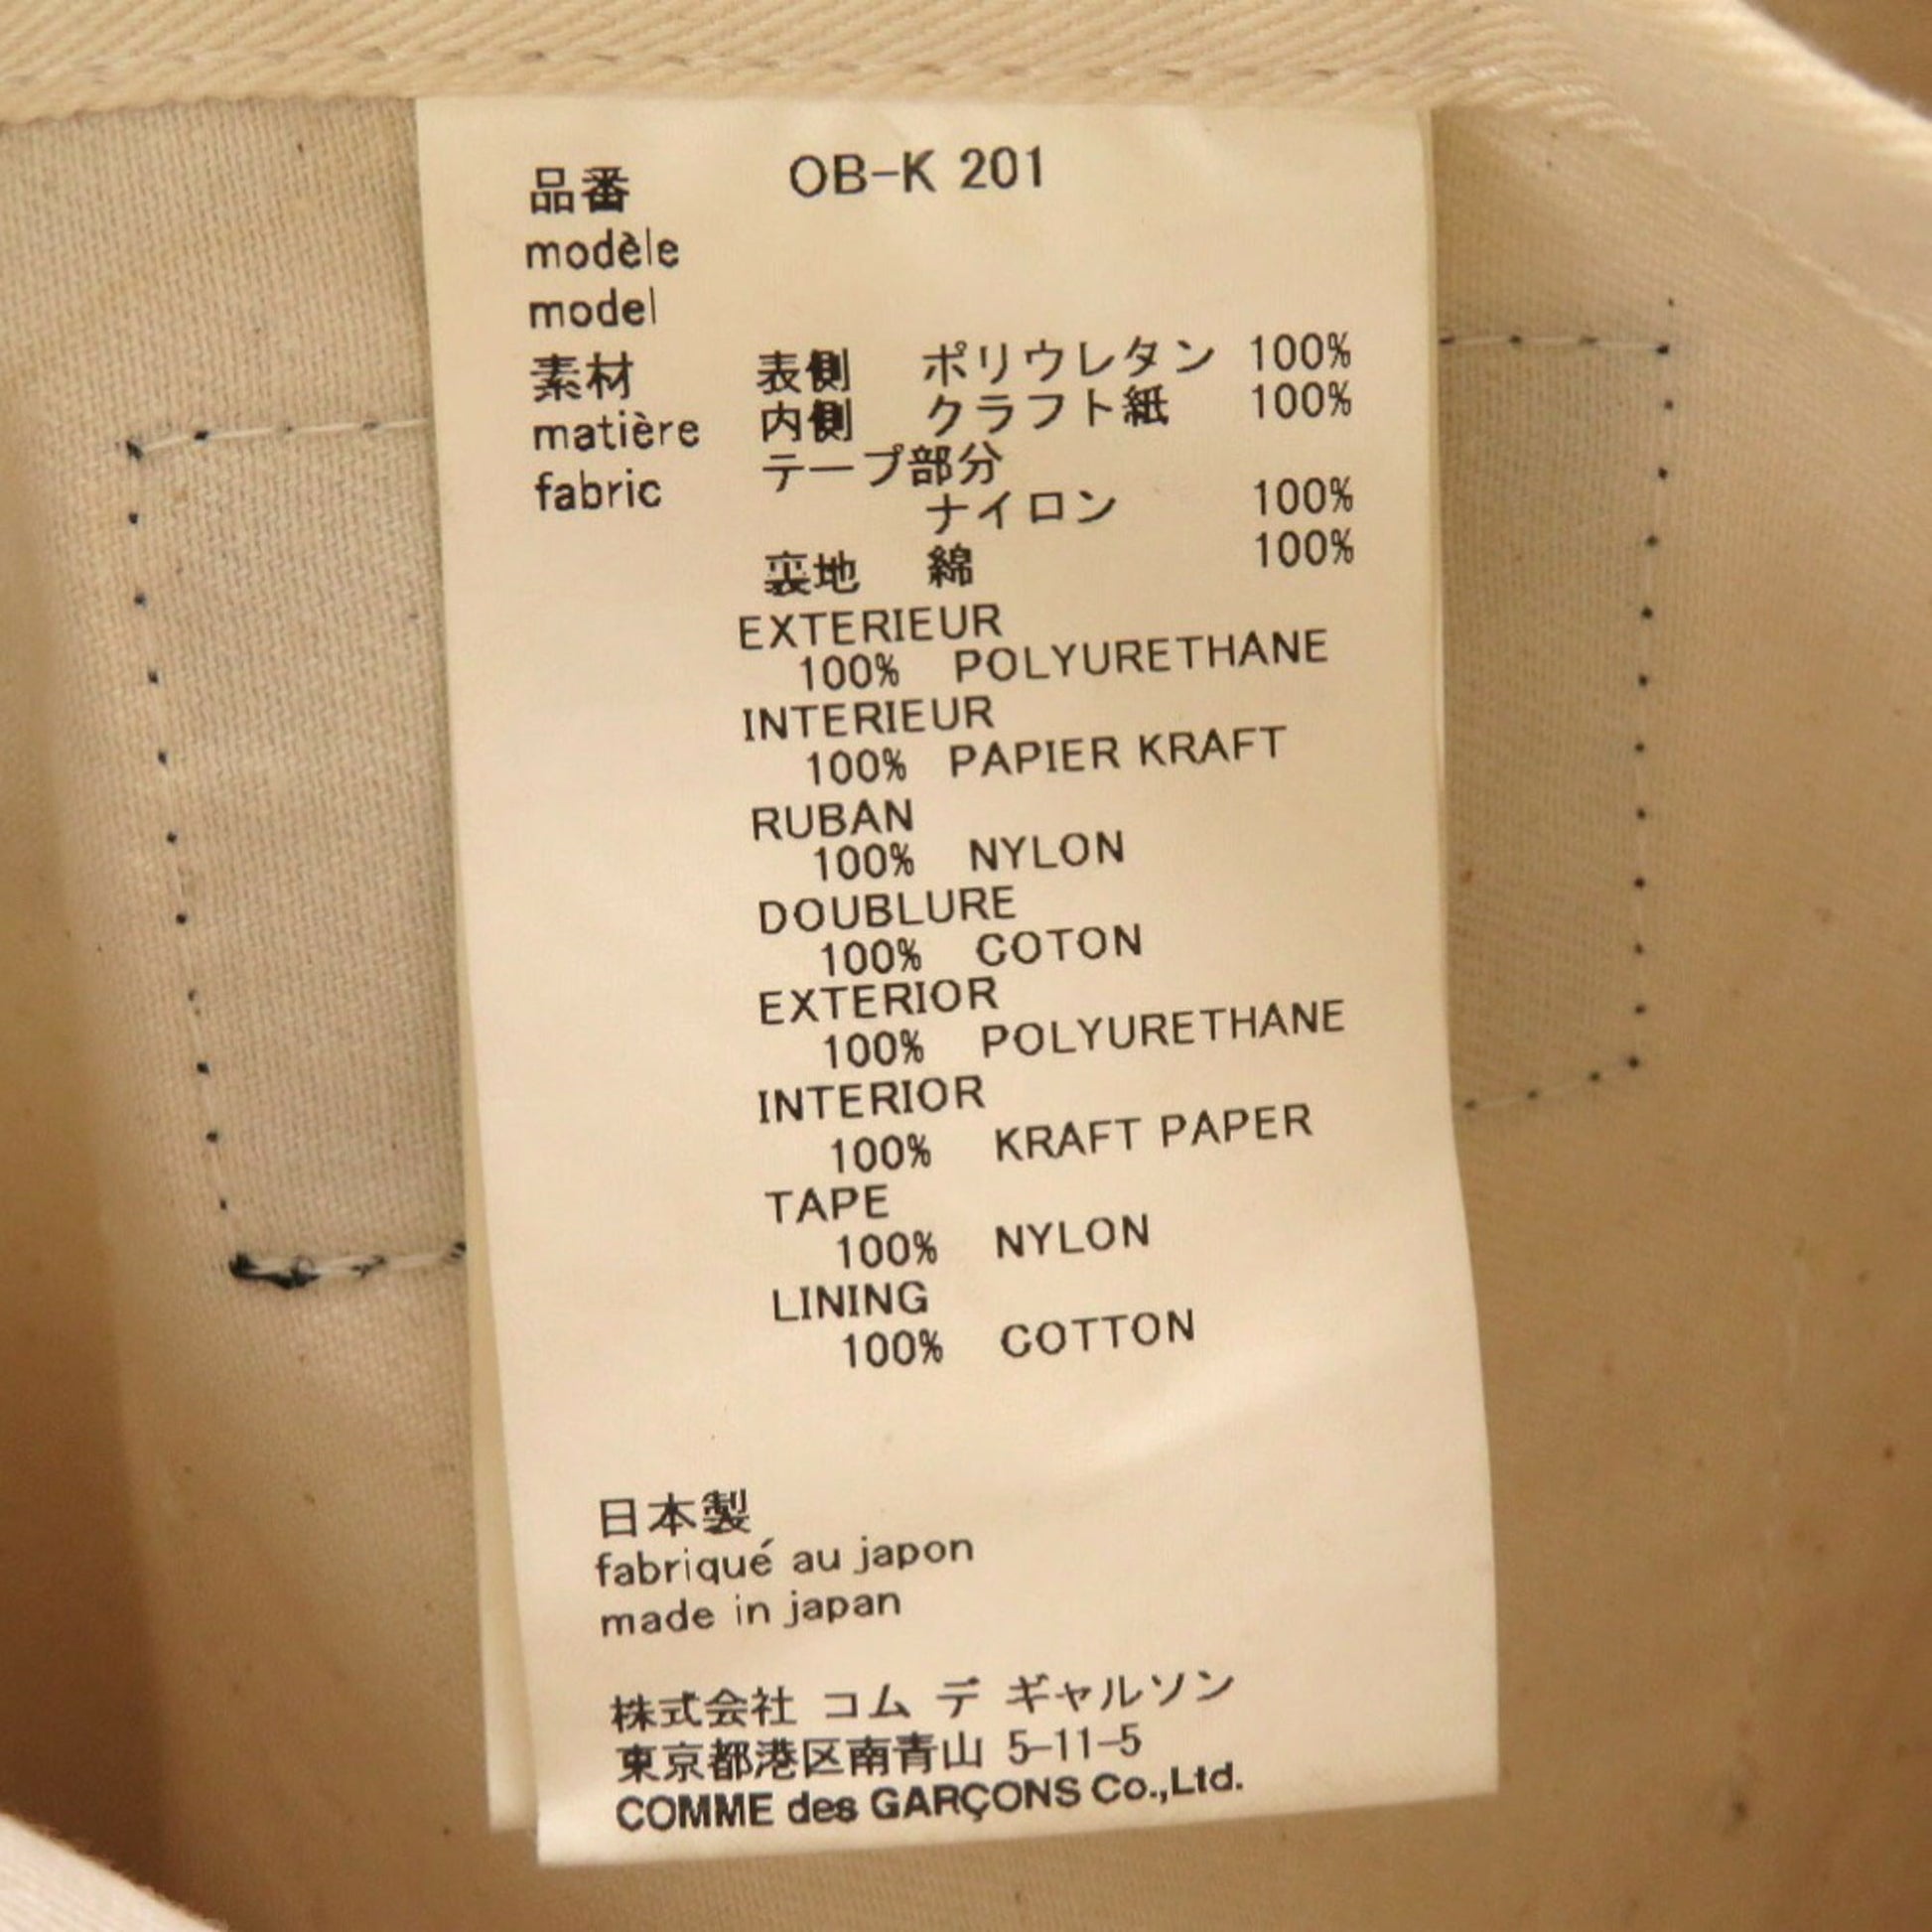 品番 OB-K 201
modèle
model
素材 表側 ポリウレタン 100%
matière 内側 クラフト紙 100%
fabric テープ部分
ナイロン 100%
裏地 綿 100%
EXTERIEUR
100% POLYURETHANE
INTERIEUR
100% PAPIER KRAFT
RUBAN
100% NYLON
DOUBLURE
100% COTON
EXTERIOR
100% POLYURETHANE
INTERIOR
100% KRAFT PAPER
TAPE
100% NYLON
LINING
100% COTTON
日本製
fabriqué au japon
made in japan
株式会社 コム デ ギャルソン
東京都港区南青山 5-11-5
COMME des GARÇONS Co.,Ltd.